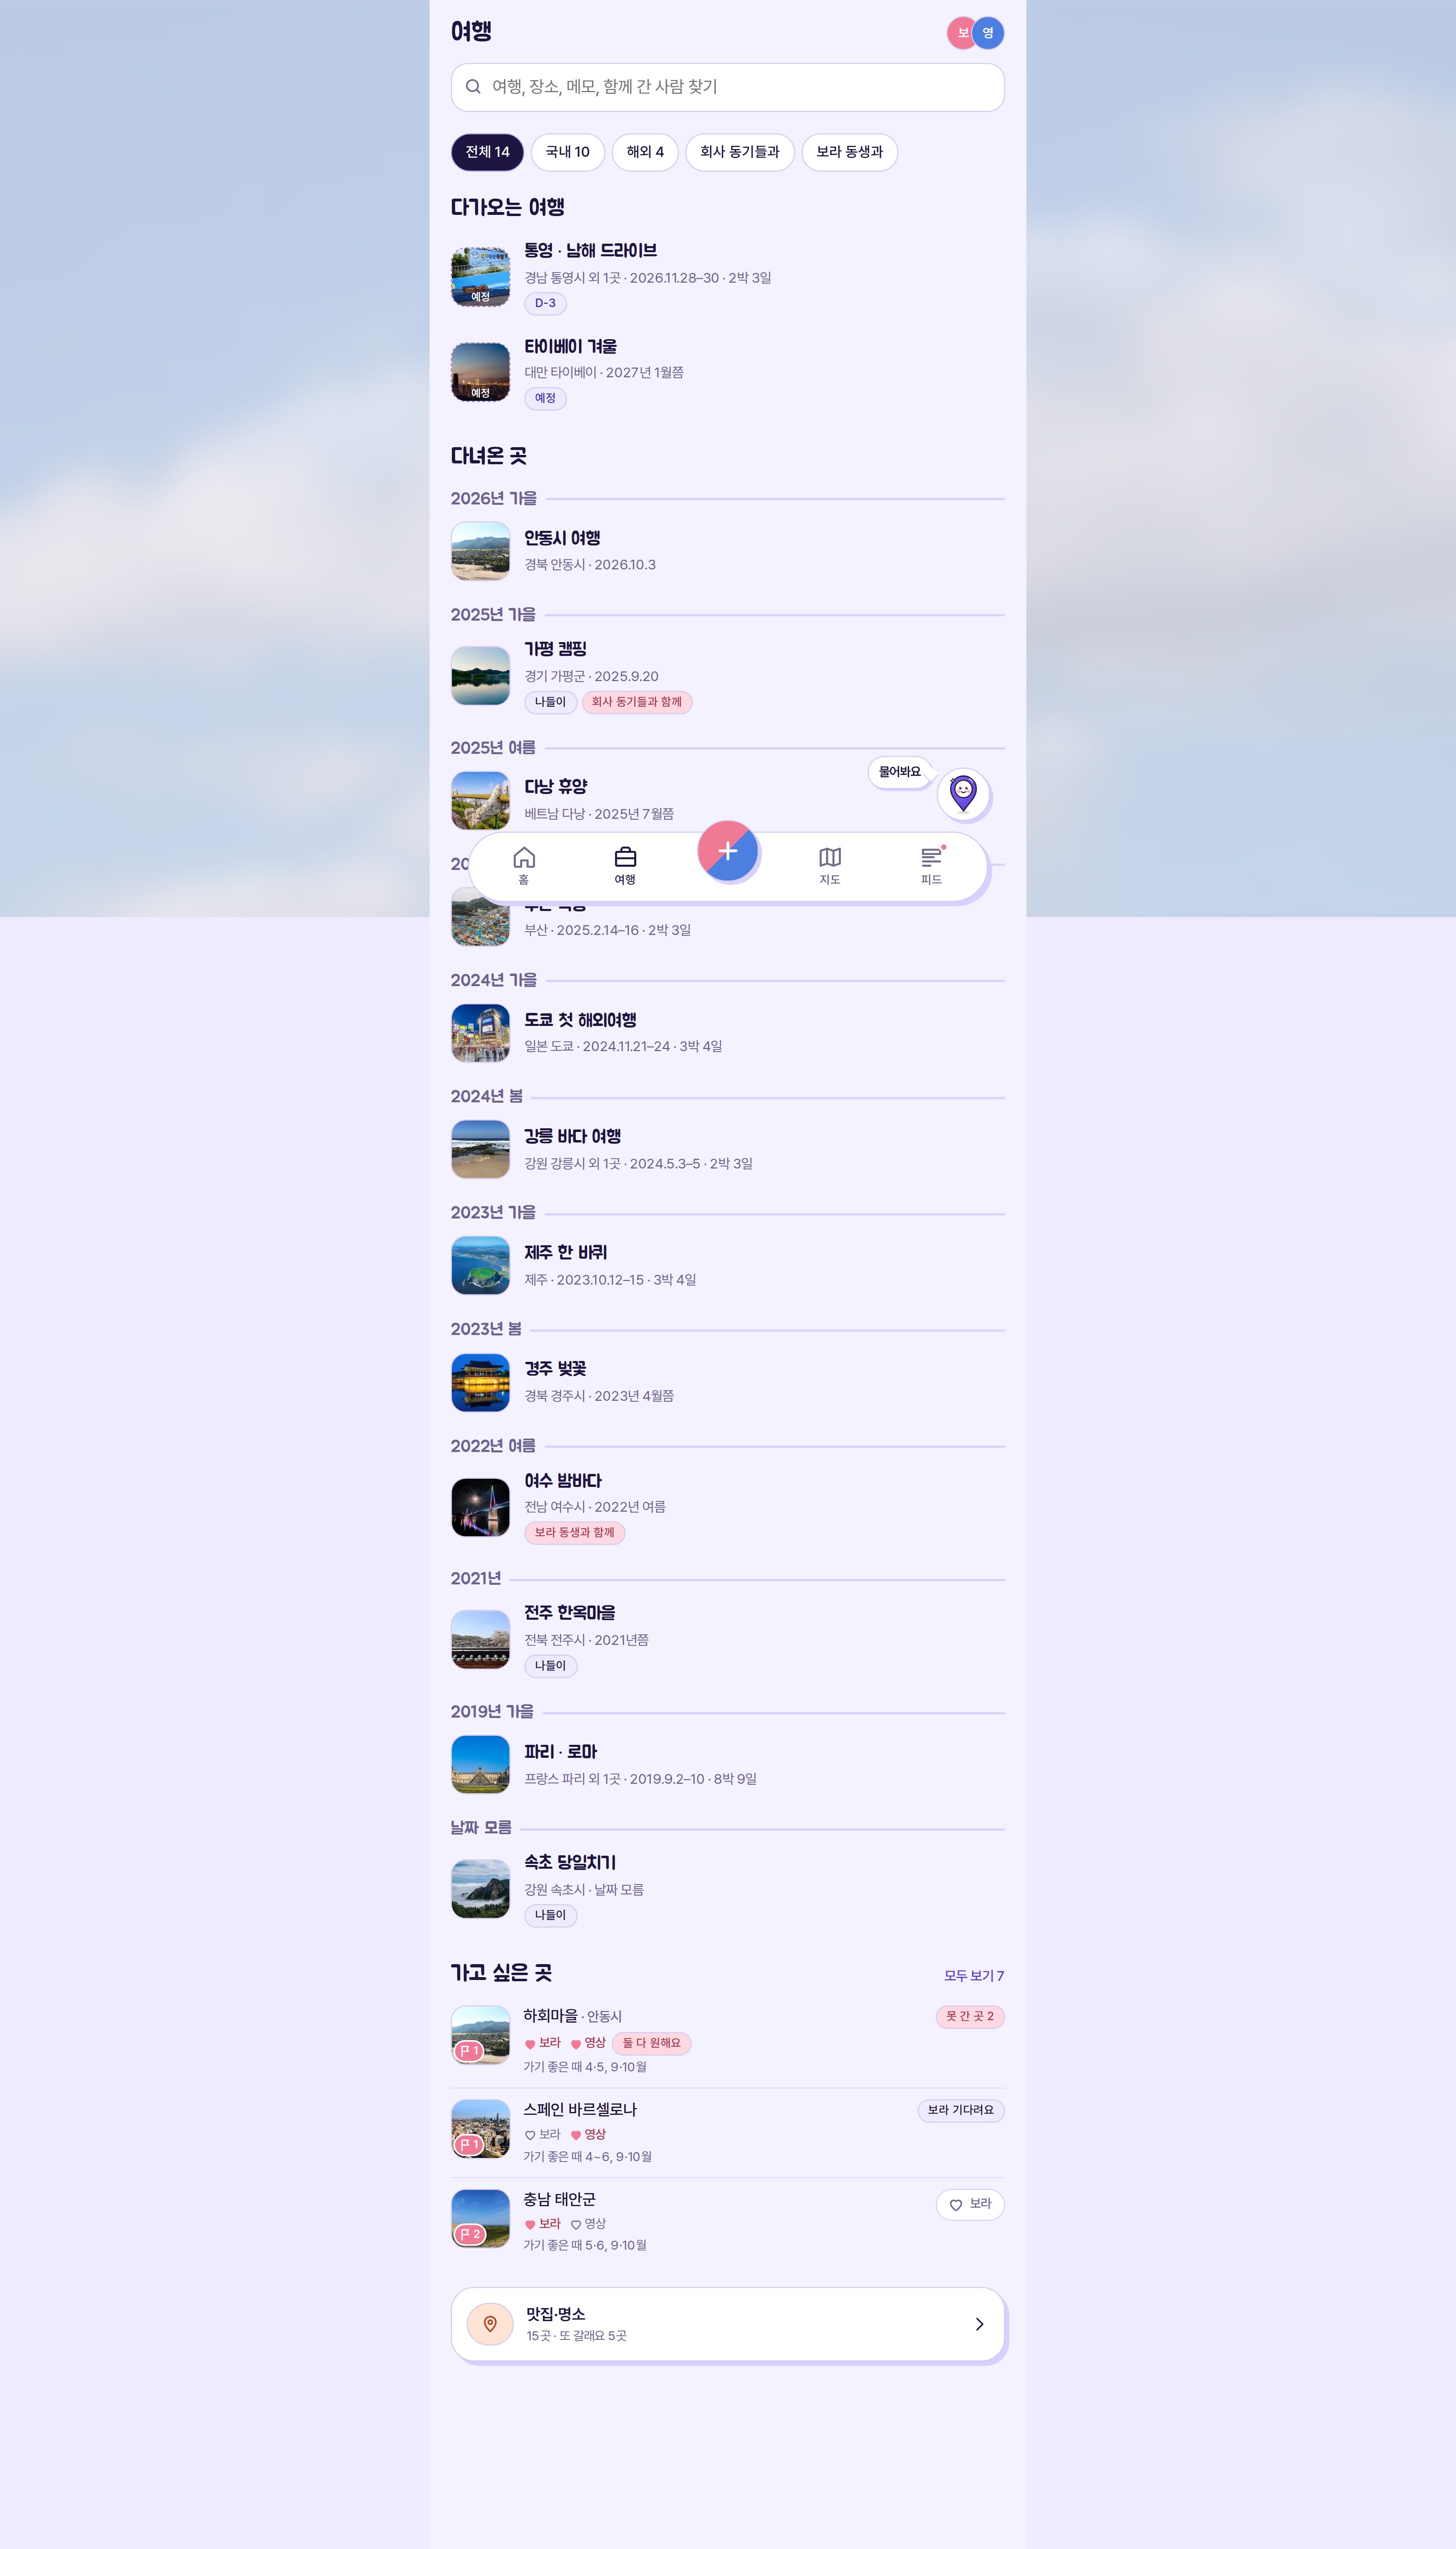 여행
보 영
여행, 장소, 메모, 함께 간 사람 찾기
전체 14 국내 10 해외 4 회사 동기들과 보라 동생과
다가오는 여행
통영 · 남해 드라이브
경남 통영시 외 1곳 · 2026.11.28–30 · 2박 3일
예정
D-3
타이베이 겨울
대만 타이베이 · 2027년 1월쯤
예정
예정
다녀온 곳
2026년 가을
안동시 여행
경북 안동시 · 2026.10.3
2025년 가을
가평 캠핑
경기 가평군 · 2025.9.20
나들이 회사 동기들과 함께
2025년 여름
물어봐요
다낭 휴양
베트남 다낭 · 2025년 7월쯤
홈 여행 지도 피드
부산 · 2025.2.14–16 · 2박 3일
2024년 가을
도쿄 첫 해외여행
일본 도쿄 · 2024.11.21–24 · 3박 4일
2024년 봄
강릉 바다 여행
강원 강릉시 외 1곳 · 2024.5.3–5 · 2박 3일
2023년 가을
제주 한 바퀴
제주 · 2023.10.12–15 · 3박 4일
2023년 봄
경주 벚꽃
경북 경주시 · 2023년 4월쯤
2022년 여름
여수 밤바다
전남 여수시 · 2022년 여름
보라 동생과 함께
2021년
전주 한옥마을
전북 전주시 · 2021년쯤
나들이
2019년 가을
파리 · 로마
프랑스 파리 외 1곳 · 2019.9.2–10 · 8박 9일
날짜 모름
속초 당일치기
강원 속초시 · 날짜 모름
나들이
가고 싶은 곳 모두 보기 7
하회마을 · 안동시 못 간 곳 2
1 보라 영상 둘 다 원해요
가기 좋은 때 4·5, 9·10월
스페인 바르셀로나 보라 기다려요
1 보라 영상
가기 좋은 때 4~6, 9·10월
충남 태안군 보라
2 보라 영상
가기 좋은 때 5·6, 9·10월
맛집·명소
15곳 · 또 갈래요 5곳